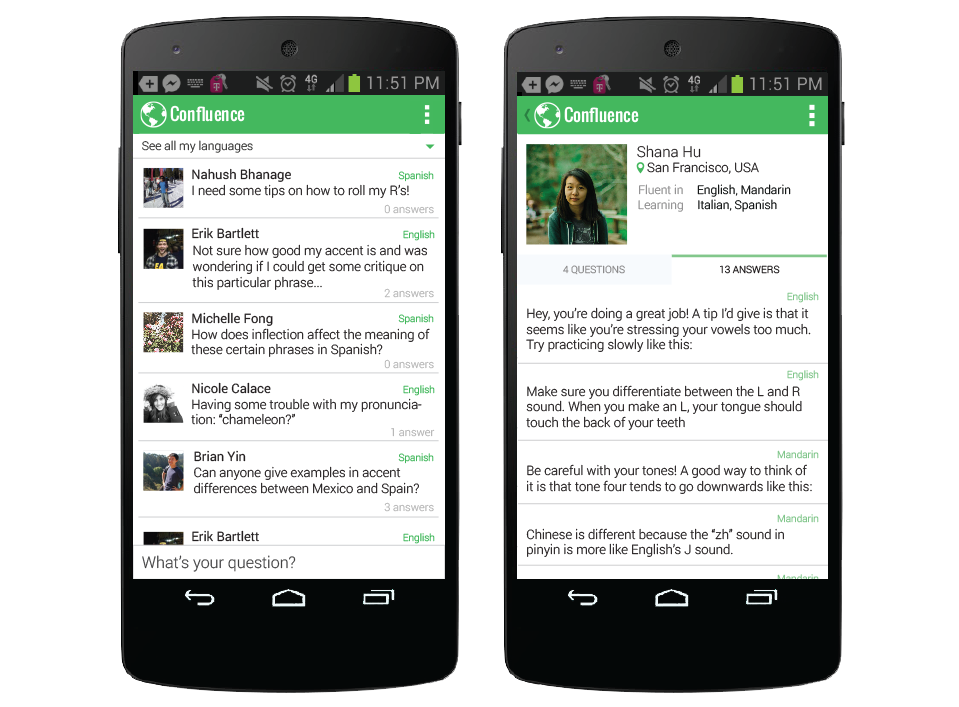 4G 11:51 PM
Confluence
See all my languages
Nahush Bhanage Spanish
I need some tips on how to roll my R's!
0 answers
Erik Bartlett English
Not sure how good my accent is and was
wondering if I could get some critique on
this particular phrase...
2 answers
Michelle Fong Spanish
How does inflection affect the meaning of
these certain phrases in Spanish?
0 answers
Nicole Calace English
Having some trouble with my pronuncia-
tion: “chameleon?”
1 answer
Brian Yin Spanish
Can anyone give examples in accent
differences between Mexico and Spain?
3 answers
Erik Bartlett English
What's your question?
4G 11:51 PM
Confluence
Shana Hu
San Francisco, USA
Fluent in English, Mandarin
Learning Italian, Spanish
4 QUESTIONS 13 ANSWERS
English
Hey, you're doing a great job! A tip I'd give is that it
seems like you're stressing your vowels too much.
Try practicing slowly like this:
English
Make sure you differentiate between the L and R
sound. When you make an L, your tongue should
touch the back of your teeth
Mandarin
Be careful with your tones! A good way to think of
it is that tone four tends to go downwards like this:
Mandarin
Chinese is different because the “zh” sound in
pinyin is more like English's J sound.
Mandarin